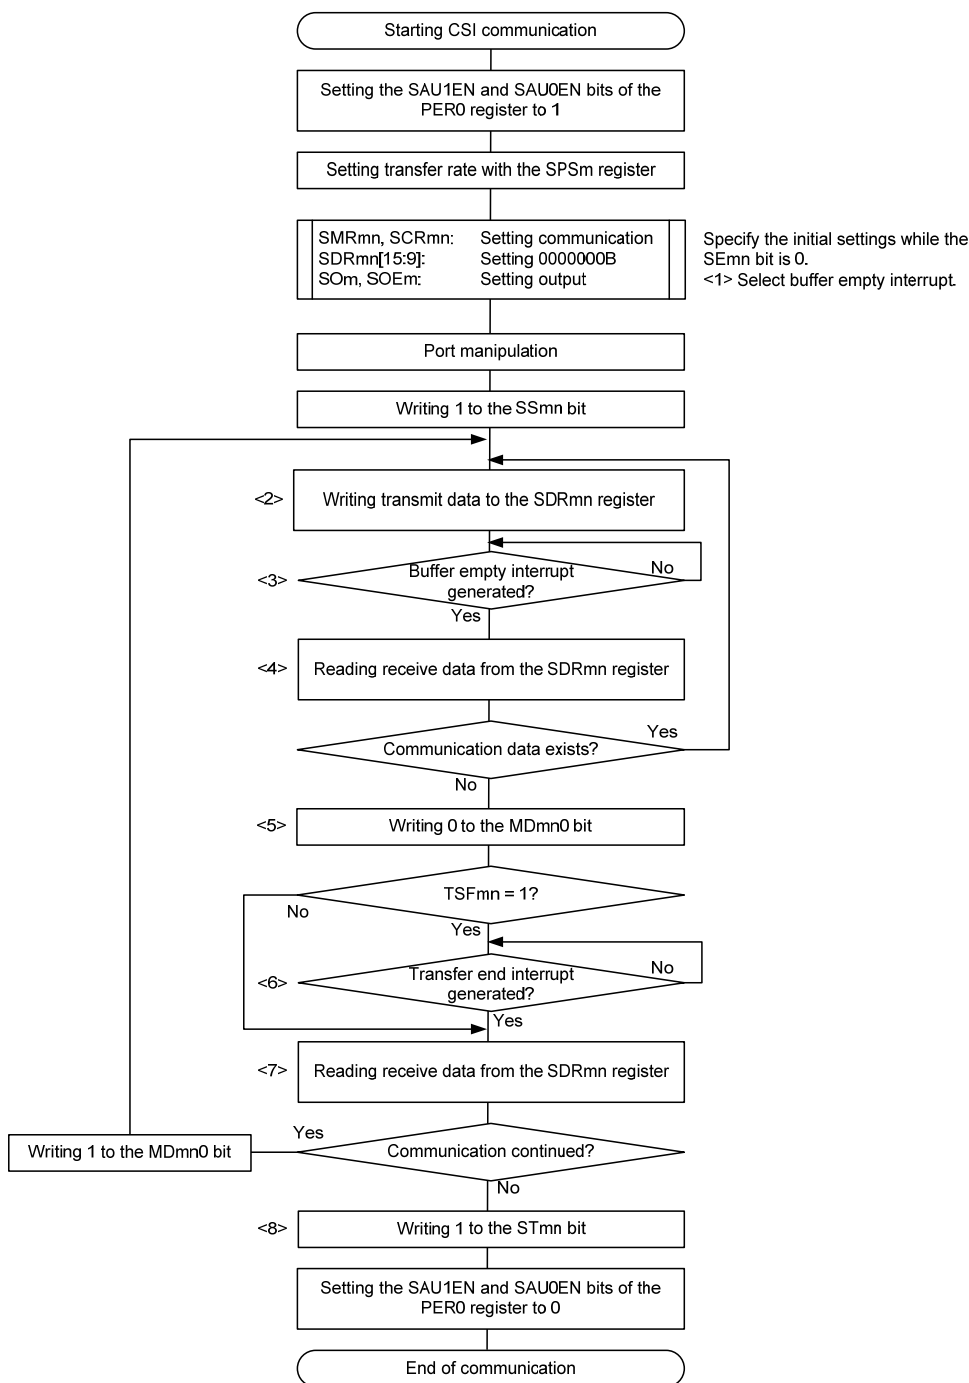 Starting CSI communication
Setting the SAU1EN and SAU0EN bits of the
PER0 register to 1
Setting transfer rate with the SPSm register
SMRmn, SCRmn: Setting communication
SDRmn[15:9]: Setting 0000000B
SOm, SOEm: Setting output
Specify the initial settings while the
SEmn bit is 0.
<1> Select buffer empty interrupt.
Port manipulation
Writing 1 to the SSmn bit
<2>
Writing transmit data to the SDRmn register
<3>
Buffer empty interrupt
generated?
No
Yes
<4>
Reading receive data from the SDRmn register
Communication data exists?
Yes
No
<5>
Writing 0 to the MDmn0 bit
TSFmn = 1?
No
Yes
<6>
Transfer end interrupt
generated?
No
Yes
<7>
Reading receive data from the SDRmn register
Writing 1 to the MDmn0 bit
Yes
Communication continued?
No
<8>
Writing 1 to the STmn bit
Setting the SAU1EN and SAU0EN bits of the
PER0 register to 0
End of communication